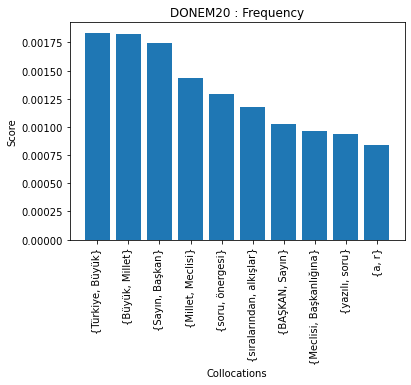 DONEM20 : Frequency
Score
0.00175
0.00150
0.00125
0.00100
0.00075
0.00050
0.00025
0.00000
{Türkiye, Büyük}
{Büyük, Millet}
{Sayın, Başkan}
{Millet, Meclisi}
{soru, önergesi}
{sıralarından, alkışlar}
{BAŞKAN, Sayın}
{Meclisi, Başkanlığına}
{yazılı, soru}
{a, r}
Collocations